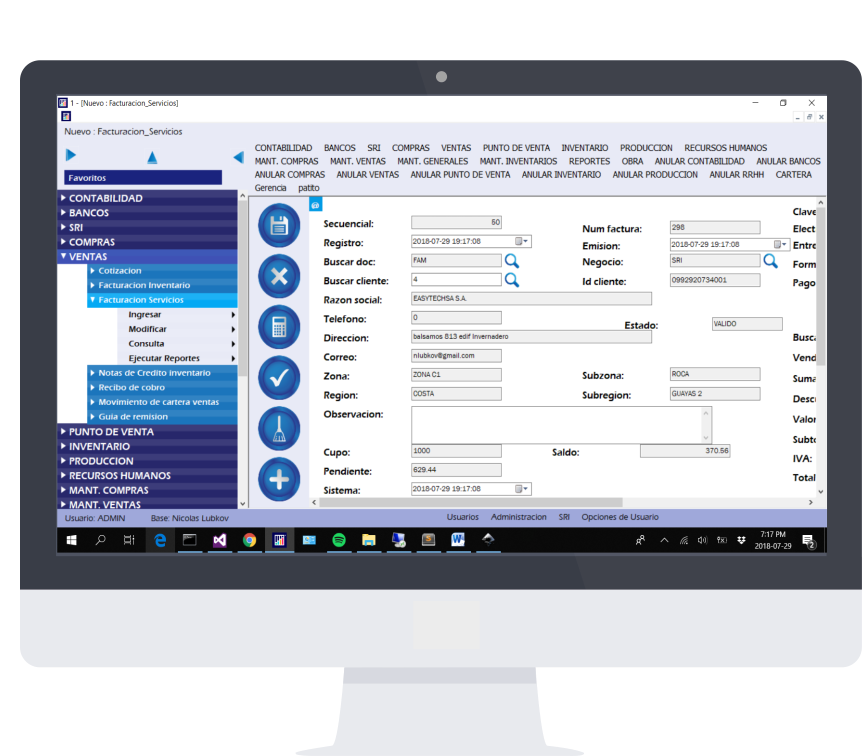 1 - [Nuevo : Facturacion_Servicios]
Nuevo : Facturacion_Servicios
CONTABILIDAD BANCOS SRI COMPRAS VENTAS PUNTO DE VENTA INVENTARIO PRODUCCION RECURSOS HUMANOS
MANT. COMPRAS MANT. VENTAS MANT. GENERALES MANT. INVENTARIOS REPORTES OBRA ANULAR CONTABILIDAD ANULAR BANCOS
ANULAR COMPRAS ANULAR VENTAS ANULAR PUNTO DE VENTA ANULAR INVENTARIO ANULAR PRODUCCION ANULAR RRHH CARTERA
Gerencia patito
Favoritos
CONTABILIDAD
BANCOS
SRI
COMPRAS
VENTAS
Cotizacion
Facturacion Inventario
Facturacion Servicios
Ingresar
Modificar
Consulta
Ejecutar Reportes
Notas de Credito Inventario
Recibo de cobro
Movimiento de cartera ventas
Guia de remision
PUNTO DE VENTA
INVENTARIO
PRODUCCION
RECURSOS HUMANOS
MANT. COMPRAS
MANT. VENTAS
Secuencial: 50 Num factura: 298
Registro: 2018-07-29 19:17:08 Emision: 2018-07-29 19:17:08
Buscar doc: FAM Negocio: SRI
Buscar cliente: 4 Id cliente: 0992920734001
Razon social: EASYTECHSA S.A.
Telefono: 0 Estado: VALIDO
Direccion: balsamos 813 edif Invernadero
Correo: nlubkov@gmail.com
Zona: ZONA C1 Subzona: ROCA
Region: COSTA Subregion: GUAYAS 2
Observacion:
Cupo: 1000 Saldo: 370.56
Pendiente: 629.44
Sistema: 2018-07-29 19:17:08
Clave
Elect
Entre
Form
Pago
Busca
Vend
Suma
Desc
Valor
Subto
IVA:
Total
Usuario: ADMIN Base: Nicolas Lubkov Usuarios Administracion SRI Opciones de Usuario
7:17 PM
2018-07-29